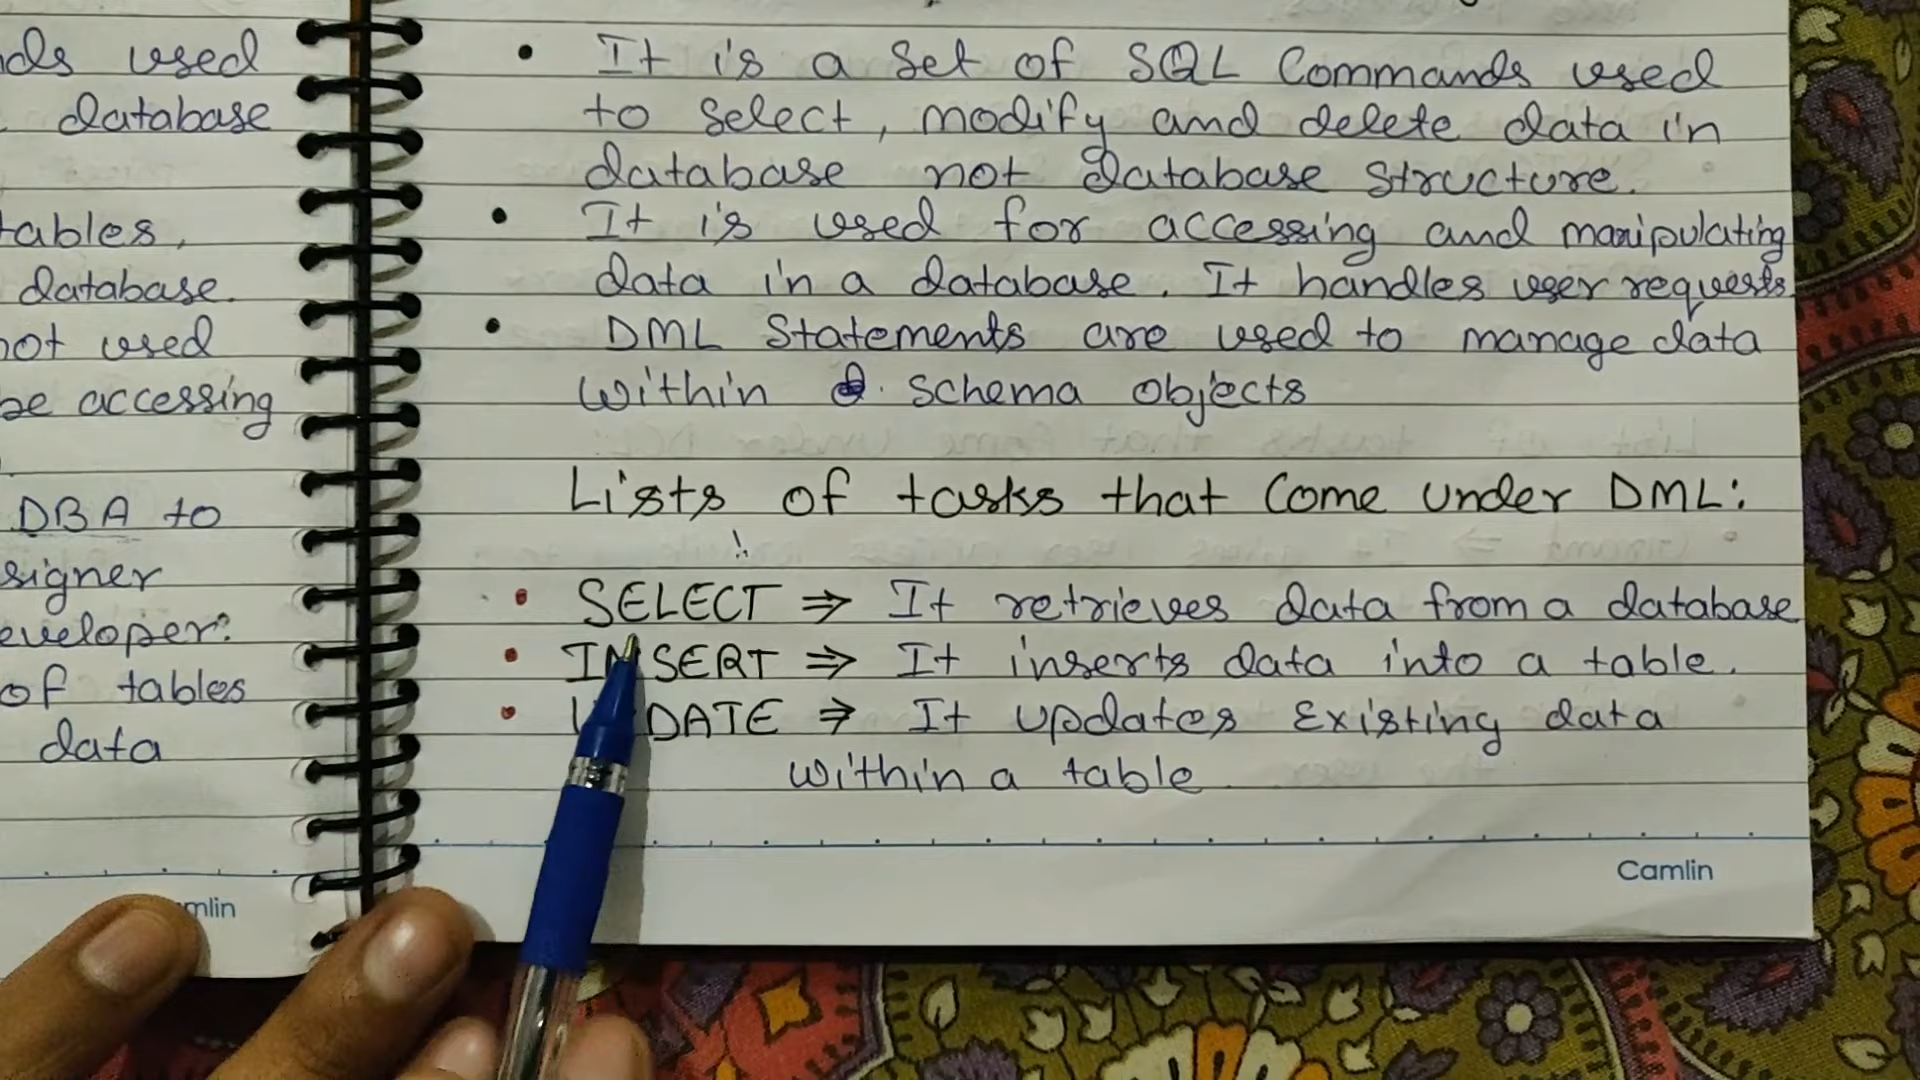 ds used
database
tables,
database.
not used
be accessing
DBA to
signer
eveloper:
of tables
data
mlin
• It is a set of SQL Commands used
to select, modify and delete data in
database not database structure.
• It is used for accessing and manipulating
data in a database. It handles user requests.
• DML Statements are used to manage data
within schema objects
Lists of tasks that come under DML:
• SELECT ⇒ It retrieves data from a database
• INSERT ⇒ It inserts data into a table.
• UPDATE ⇒ It updates existing data
within a table
Camlin